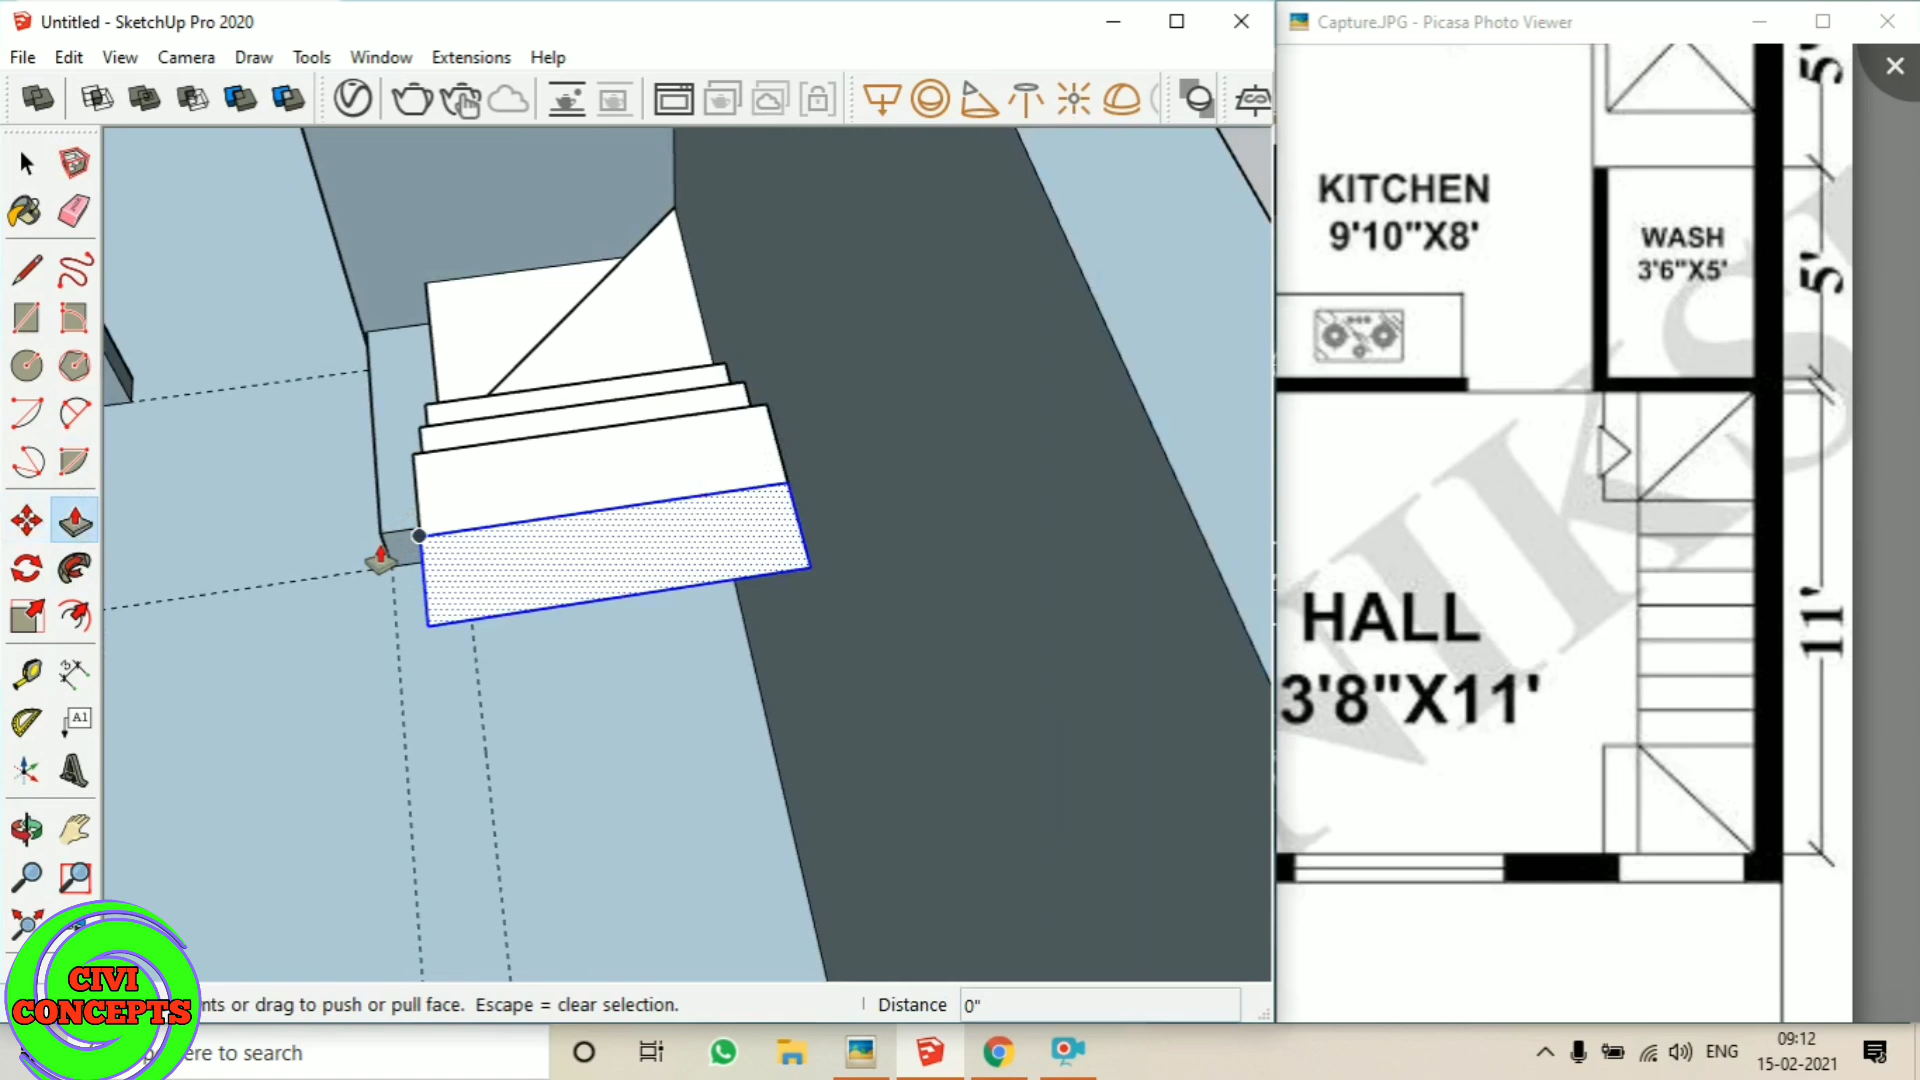 Untitled - SketchUp Pro 2020
Capture.JPG - Picasa Photo Viewer
File Edit View Camera Draw Tools Window Extensions Help
5'
KITCHEN
9'10"X8'
WASH
3'6"X5'
5'
HALL
3'8"X11'
11'
A1
CIVI
CONCEPTS
nts or drag to push or pull face. Escape = clear selection.
Distance 0"
ere to search
ENG
09:12
15-02-2021